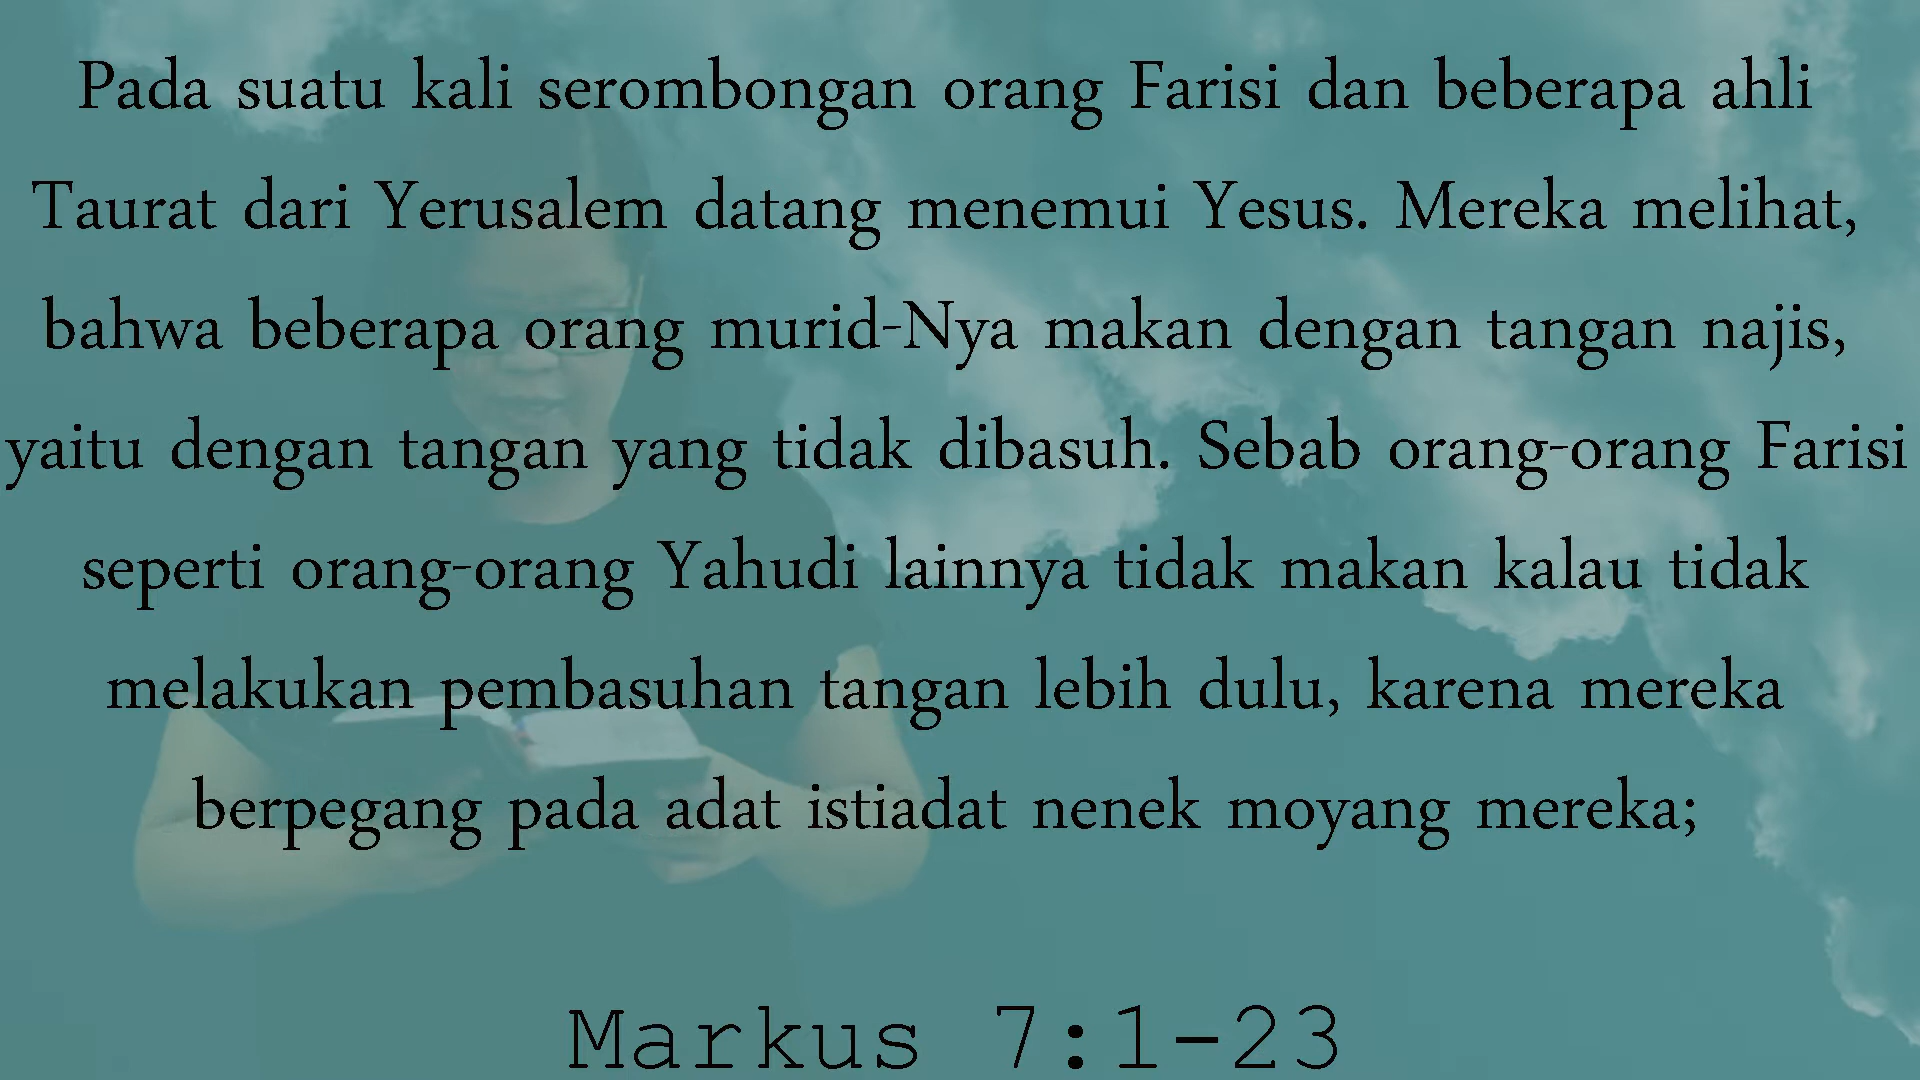 Pada suatu kali serombongan orang Farisi dan beberapa ahli
Taurat dari Yerusalem datang menemui Yesus. Mereka melihat,
bahwa beberapa orang murid-Nya makan dengan tangan najis,
yaitu dengan tangan yang tidak dibasuh. Sebab orang-orang Farisi
seperti orang-orang Yahudi lainnya tidak makan kalau tidak
melakukan pembasuhan tangan lebih dulu, karena mereka
berpegang pada adat istiadat nenek moyang mereka;
Markus 7:1-23